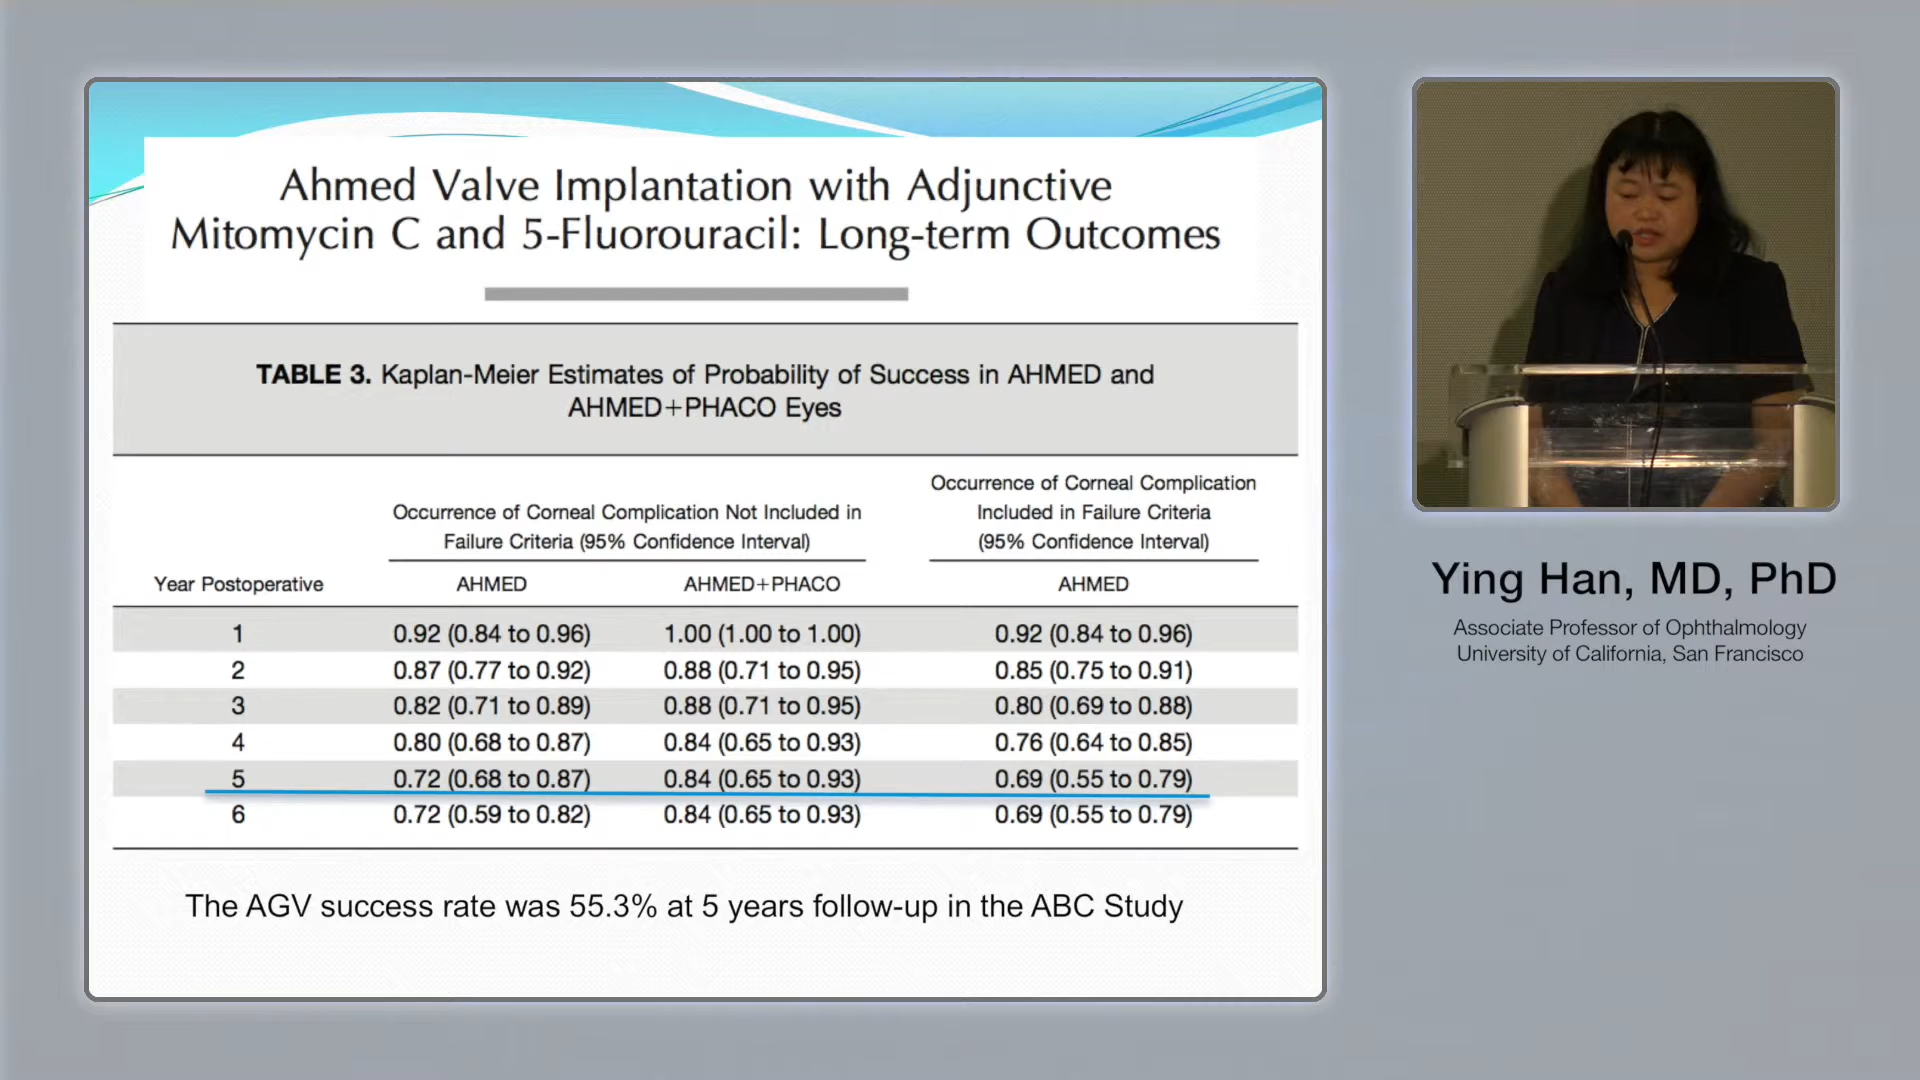 Ahmed Valve Implantation with Adjunctive
Mitomycin C and 5-Fluorouracil: Long-term Outcomes
TABLE 3. Kaplan-Meier Estimates of Probability of Success in AHMED and
AHMED+PHACO Eyes
Occurrence of Corneal Complication Not Included in
Failure Criteria (95% Confidence Interval)
Occurrence of Corneal Complication
Included in Failure Criteria
(95% Confidence Interval)
Year Postoperative AHMED AHMED+PHACO AHMED
1 0.92 (0.84 to 0.96) 1.00 (1.00 to 1.00) 0.92 (0.84 to 0.96)
2 0.87 (0.77 to 0.92) 0.88 (0.71 to 0.95) 0.85 (0.75 to 0.91)
3 0.82 (0.71 to 0.89) 0.88 (0.71 to 0.95) 0.80 (0.69 to 0.88)
4 0.80 (0.68 to 0.87) 0.84 (0.65 to 0.93) 0.76 (0.64 to 0.85)
5 0.72 (0.68 to 0.87) 0.84 (0.65 to 0.93) 0.69 (0.55 to 0.79)
6 0.72 (0.59 to 0.82) 0.84 (0.65 to 0.93) 0.69 (0.55 to 0.79)
The AGV success rate was 55.3% at 5 years follow-up in the ABC Study
Ying Han, MD, PhD
Associate Professor of Ophthalmology
University of California, San Francisco